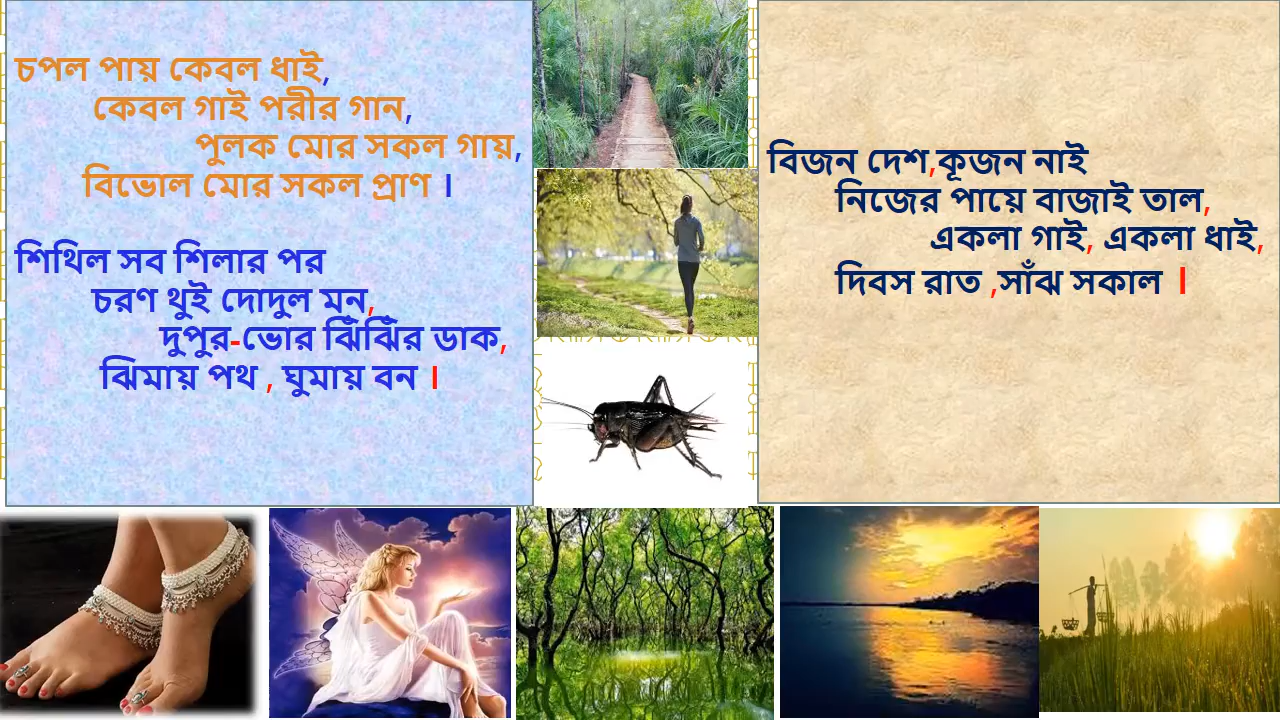 চপল পায় কেবল ধাই,
কেবল গাই পরীর গান,
পুলক মোর সকল গায়,
বিভোল মোর সকল প্রাণ ।
শিথিল সব শিলার পর
চরণ থুই দোদুল মন,
দুপুর-ভোর ঝিঁঝিঁর ডাক,
ঝিমায় পথ , ঘুমায় বন ।
বিজন দেশ,কূজন নাই
নিজের পায়ে বাজাই তাল,
একলা গাই, একলা ধাই,
দিবস রাত ,সাঁঝ সকাল ।